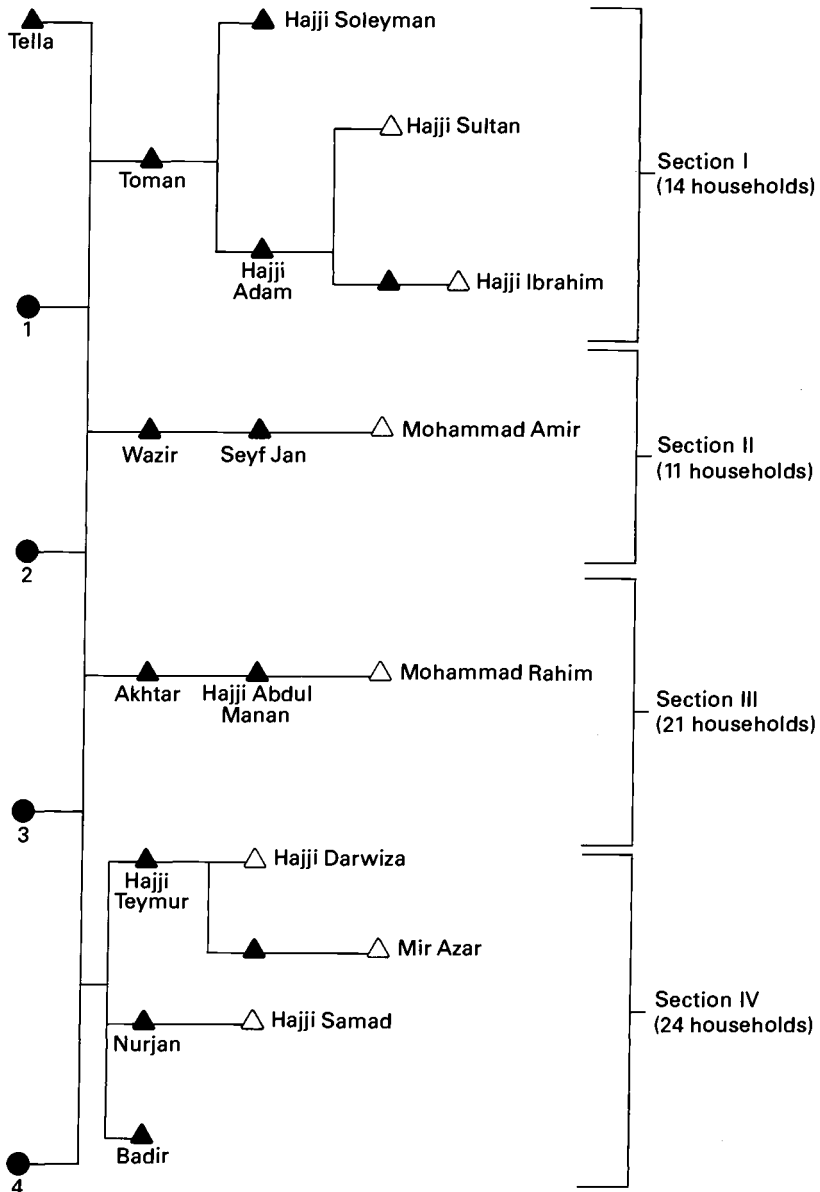 Tella
Hajji Soleyman
Hajji Sultan
Toman
Section I
(14 households)
Hajji
Adam
Hajji Ibrahim
1
Wazir
Seyf Jan
Mohammad Amir
Section II
(11 households)
2
Akhtar
Hajji Abdul
Manan
Mohammad Rahim
Section III
(21 households)
3
Hajji
Teymur
Hajji Darwiza
Mir Azar
Section IV
(24 households)
Nurjan
Hajji Samad
Badir
4